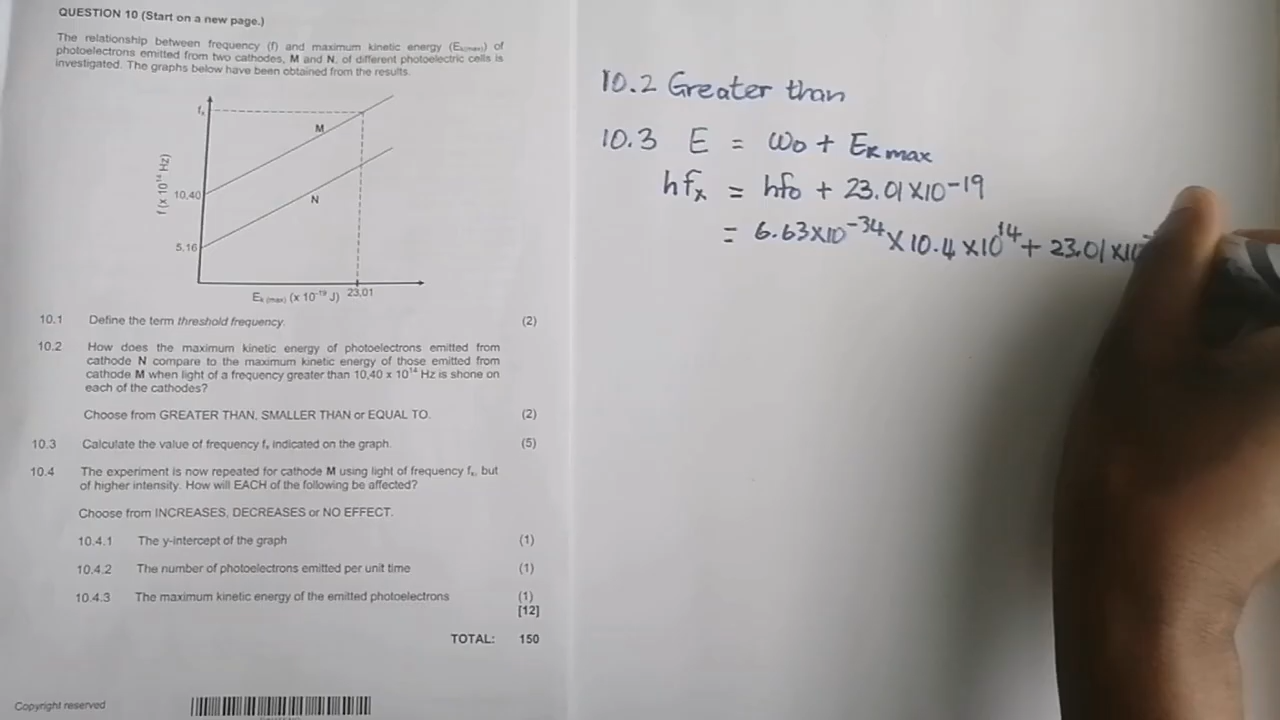 QUESTION 10 (Start on a new page.)
The relationship between frequency (f) and maximum kinetic energy (Ek(max)) of
photoelectrons emitted from two cathodes, M and N, of different photoelectric cells is
investigated. The graphs below have been obtained from the results.
fx
M
f (x 10¹⁴ Hz)
10,40
N
5,16
Ek (max) (x 10⁻¹⁹ J) 23,01
10.1 Define the term threshold frequency. (2)
10.2 How does the maximum kinetic energy of photoelectrons emitted from
cathode N compare to the maximum kinetic energy of those emitted from
cathode M when light of a frequency greater than 10,40 x 10¹⁴ Hz is shone on
each of the cathodes?
Choose from GREATER THAN, SMALLER THAN or EQUAL TO. (2)
10.3 Calculate the value of frequency fx indicated on the graph. (5)
10.4 The experiment is now repeated for cathode M using light of frequency fx, but
of higher intensity. How will EACH of the following be affected?
Choose from INCREASES, DECREASES or NO EFFECT.
10.4.1 The y-intercept of the graph (1)
10.4.2 The number of photoelectrons emitted per unit time (1)
10.4.3 The maximum kinetic energy of the emitted photoelectrons (1)
[12]
TOTAL: 150
Copyright reserved
10.2 Greater than
10.3 E = W0 + EK max
hfx = hf0 + 23.01×10⁻¹⁹
= 6.63×10⁻³⁴ × 10.4 ×10¹⁴ + 23.01 ×10